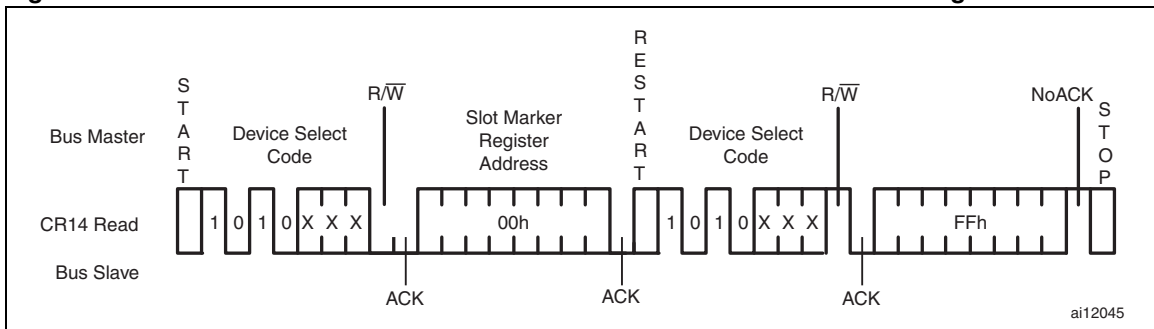 START
R/W
Slot Marker
Register
Address
RESTART
R/W
NoACK
STOP
Bus Master
Device Select
Code
Device Select
Code
CR14 Read
1 0 1 0 X X X
00h
1 0 1 0 X X X
FFh
Bus Slave
ACK
ACK
ACK
ai12045